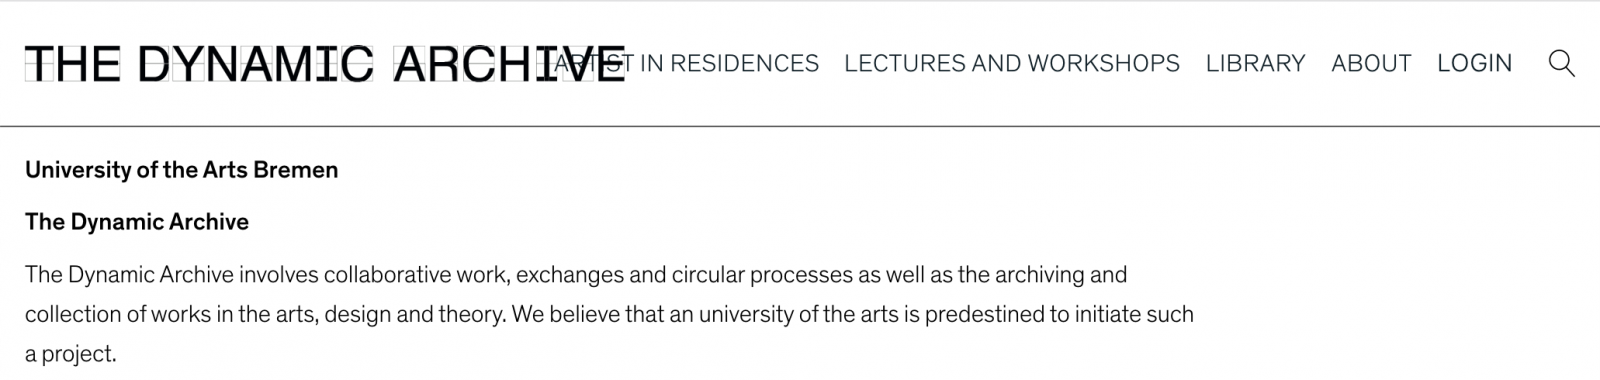 THE DYNAMIC ARCHIVE
ARTIST IN RESIDENCES LECTURES AND WORKSHOPS LIBRARY ABOUT LOGIN
University of the Arts Bremen
The Dynamic Archive
The Dynamic Archive involves collaborative work, exchanges and circular processes as well as the archiving and
collection of works in the arts, design and theory. We believe that an university of the arts is predestined to initiate such
a project.